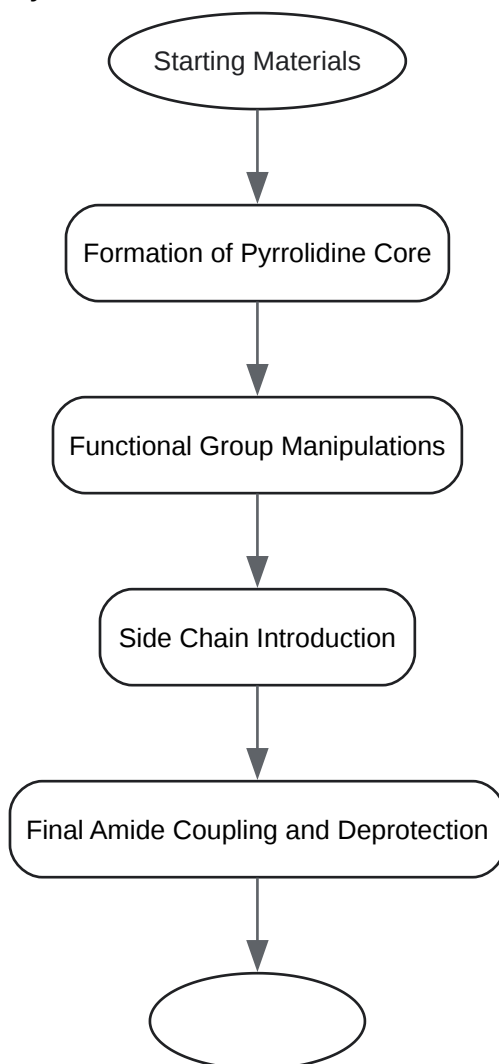 Starting Materials
Formation of Pyrrolidine Core
Functional Group Manipulations
Side Chain Introduction
Final Amide Coupling and Deprotection